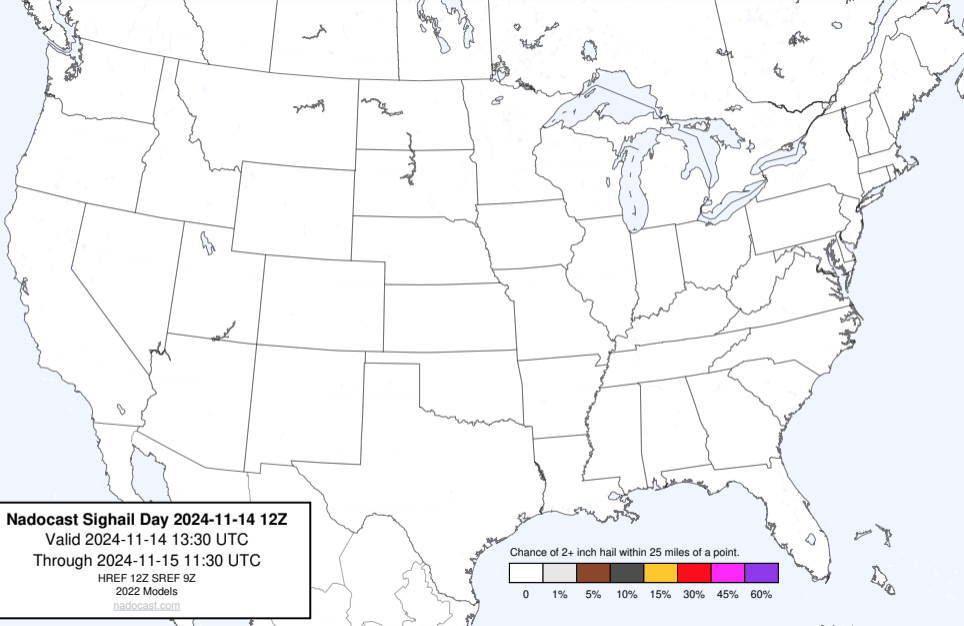 Nadocast Sighail Day 2024-11-14 12Z
Valid 2024-11-14 13:30 UTC
Through 2024-11-15 11:30 UTC
HREF 12Z SREF 9Z
2022 Models
nadocast.com
Chance of 2+ inch hail within 25 miles of a point.
0 1% 5% 10% 15% 30% 45% 60%